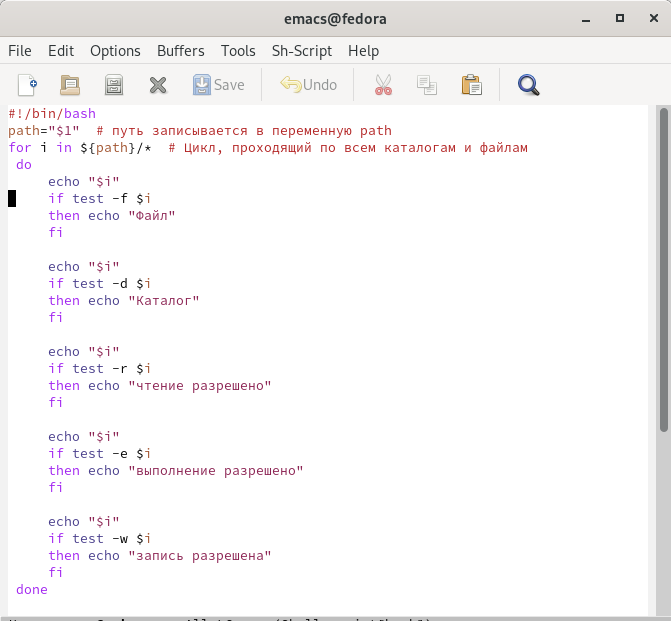 emacs@fedora
File Edit Options Buffers Tools Sh-Script Help
Save Undo
#!/bin/bash
path="$1"  # путь записывается в переменную path
for i in ${path}/*  # Цикл, проходящий по всем каталогам и файлам
 do
     echo "$i"
     if test -f $i
     then echo "Файл"
     fi

     echo "$i"
     if test -d $i
     then echo "Каталог"
     fi

     echo "$i"
     if test -r $i
     then echo "чтение разрешено"
     fi

     echo "$i"
     if test -e $i
     then echo "выполнение разрешено"
     fi

     echo "$i"
     if test -w $i
     then echo "запись разрешена"
     fi
 done